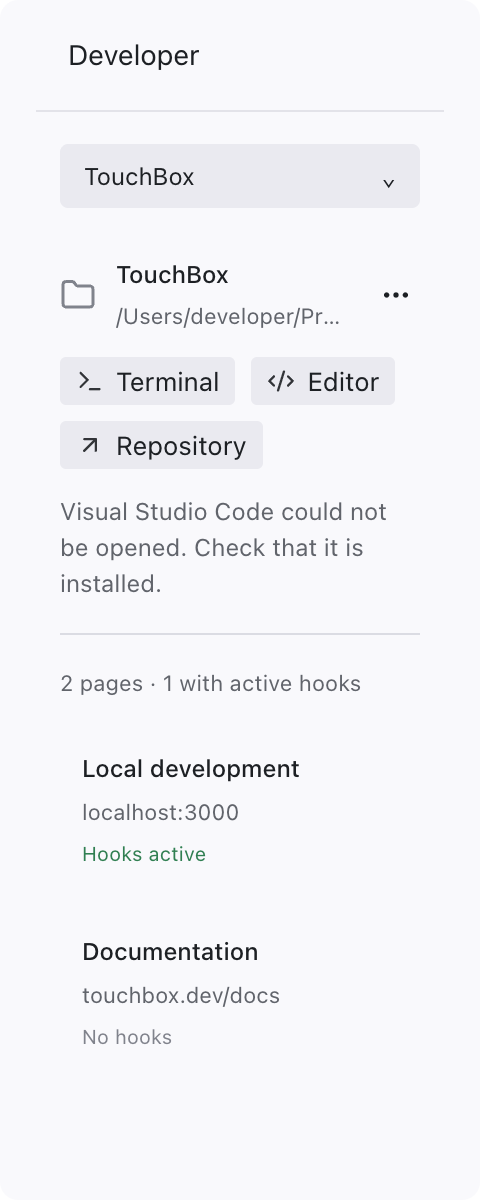 Developer
TouchBox
TouchBox
/Users/developer/Pr...
Terminal
Editor
Repository
Visual Studio Code could not
be opened. Check that it is
installed.
2 pages · 1 with active hooks
Local development
localhost:3000
Hooks active
Documentation
touchbox.dev/docs
No hooks